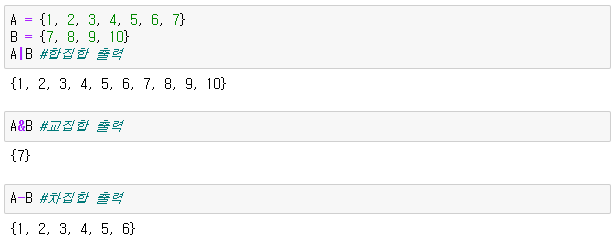 A = {1, 2, 3, 4, 5, 6, 7}
B = {7, 8, 9, 10}
A|B #합집합 출력
{1, 2, 3, 4, 5, 6, 7, 8, 9, 10}
A&B #교집합 출력
{7}
A-B #차집합 출력
{1, 2, 3, 4, 5, 6}